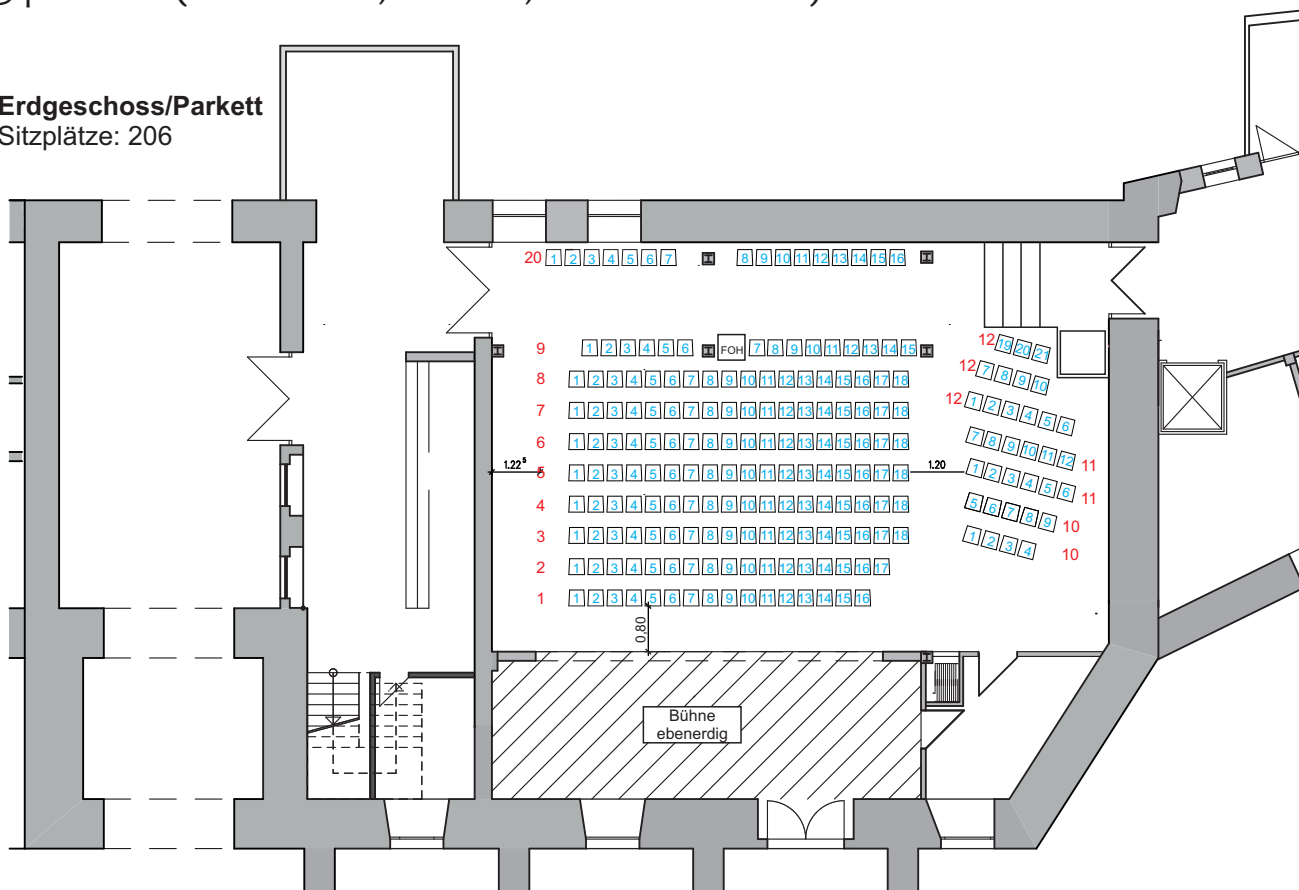 Erdgeschoss/Parkett
Sitzplätze: 206
20 1 2 3 4 5 6 7 8 9 10 11 12 13 14 15 16
9 1 2 3 4 5 6 FOH 7 8 9 10 11 12 13 14 15
12 19 20 21
8 1 2 3 4 5 6 7 8 9 10 11 12 13 14 15 16 17 18
12 7 8 9 10
7 1 2 3 4 5 6 7 8 9 10 11 12 13 14 15 16 17 18
12 1 2 3 4 5 6
6 1 2 3 4 5 6 7 8 9 10 11 12 13 14 15 16 17 18
7 8 9 10 11 12 11
1.22⁵
5 1 2 3 4 5 6 7 8 9 10 11 12 13 14 15 16 17 18
1.20
1 2 3 4 5 6 11
4 1 2 3 4 5 6 7 8 9 10 11 12 13 14 15 16 17 18
5 6 7 8 9 10
3 1 2 3 4 5 6 7 8 9 10 11 12 13 14 15 16 17 18
1 2 3 4 10
2 1 2 3 4 5 6 7 8 9 10 11 12 13 14 15 16 17
1 1 2 3 4 5 6 7 8 9 10 11 12 13 14 15 16
0,80
Bühne
ebenerdig